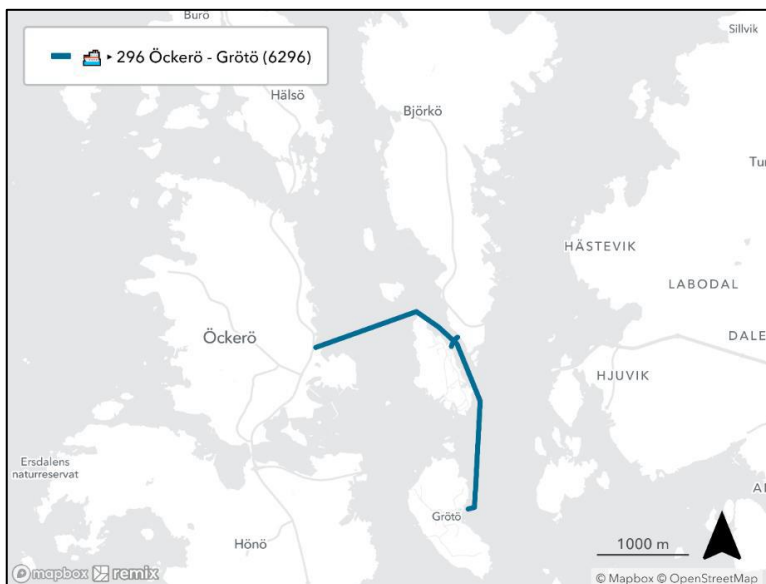 Burö
Sillvik
296 Öckerö - Grötö (6296)
Hälsö
Björkö
Tur
HÄSTEVIK
LABODAL
Öckerö
DALE
HJUVIK
Ersdalens
naturreservat
Grötö
Hönö
1000 m
mapbox remix
© Mapbox © OpenStreetMap